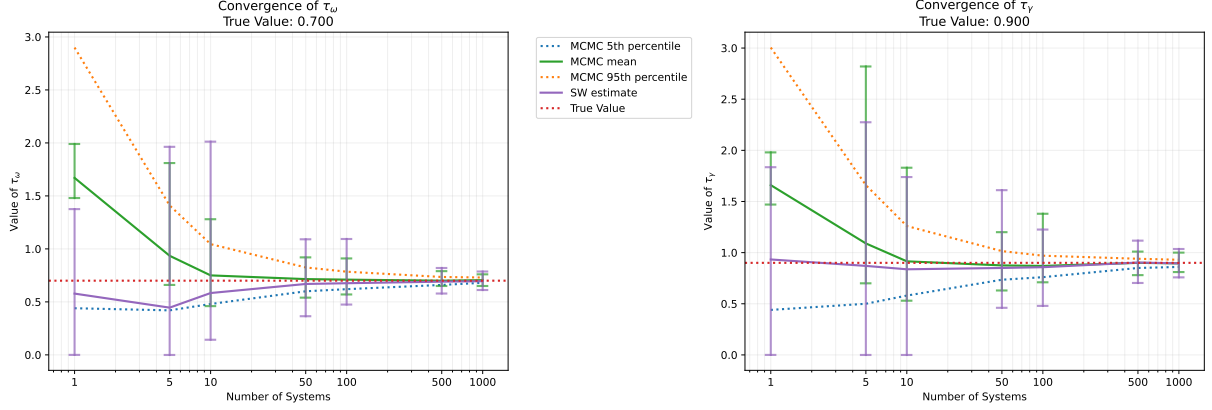 Convergence of τω
True Value: 0.700
3.0
2.5
2.0
1.5
1.0
0.5
0.0
Value of τω
1 5 10 50 100 500 1000
Number of Systems
MCMC 5th percentile
MCMC mean
MCMC 95th percentile
SW estimate
True Value
Convergence of τγ
True Value: 0.900
3.0
2.5
2.0
1.5
1.0
0.5
0.0
Value of τγ
1 5 10 50 100 500 1000
Number of Systems